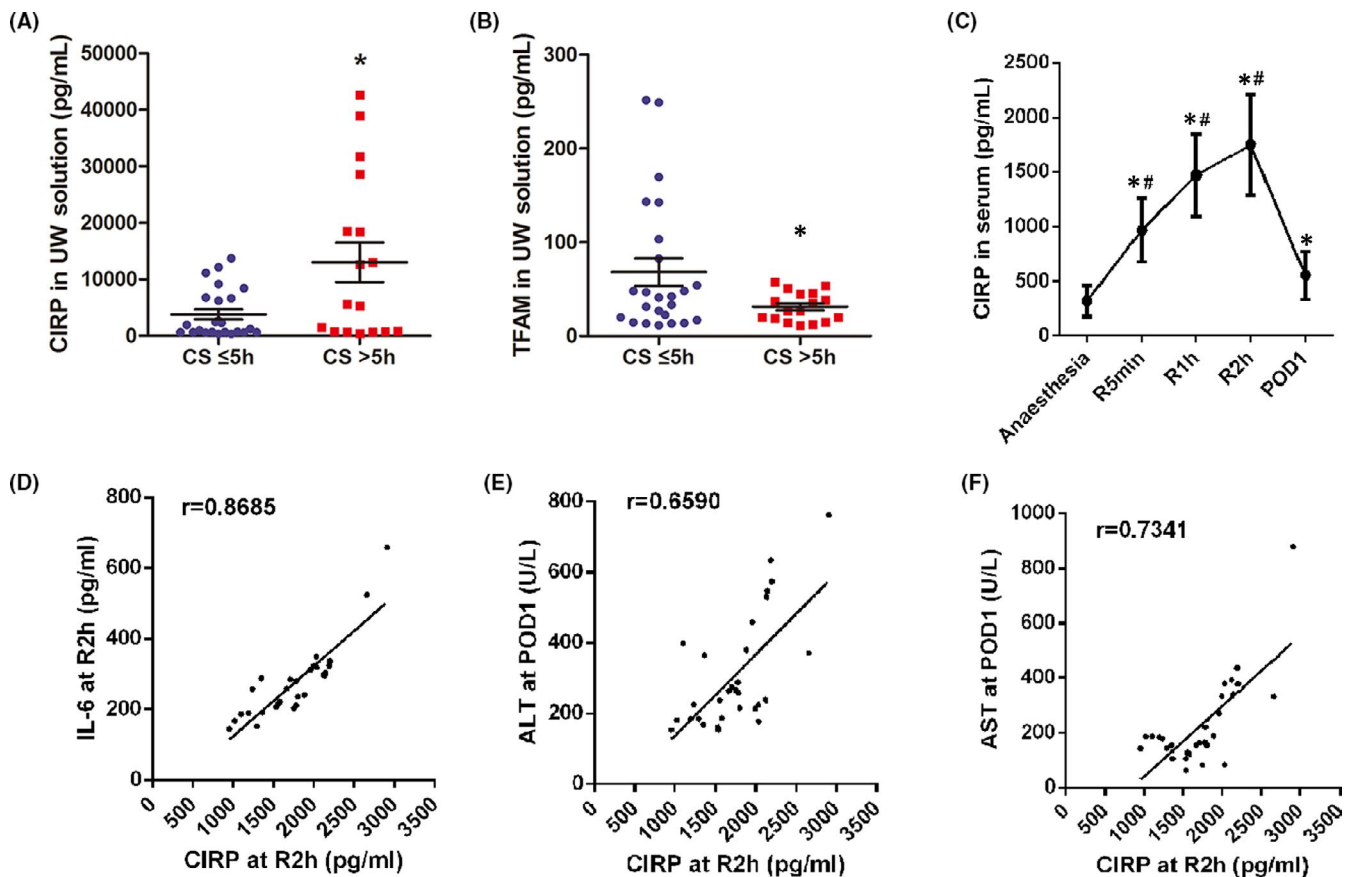 (A)
CIRP in UW solution (pg/mL)
50000
40000
30000
20000
10000
0
*
CS ≤5h
CS >5h
(B)
TFAM in UW solution (pg/mL)
300
200
100
0
*
CS ≤5h
CS >5h
(C)
CIRP in serum (pg/mL)
2500
2000
1500
1000
500
0
*#
*#
*#
*
Anaesthesia
R5min
R1h
R2h
POD1
(D)
r=0.8685
IL-6 at R2h (pg/ml)
800
600
400
200
0
0
500
1000
1500
2000
2500
3000
3500
CIRP at R2h (pg/ml)
(E)
r=0.6590
ALT at POD1 (U/L)
800
600
400
200
0
0
500
1000
1500
2000
2500
3000
3500
CIRP at R2h (pg/ml)
(F)
r=0.7341
AST at POD1 (U/L)
1000
800
600
400
200
0
0
500
1000
1500
2000
2500
3000
3500
CIRP at R2h (pg/ml)